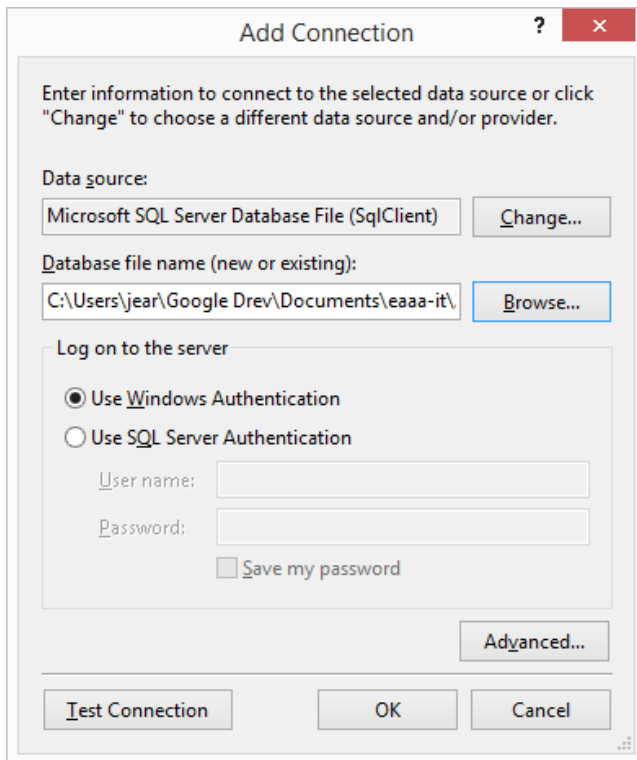 Add Connection
?
Enter information to connect to the selected data source or click
"Change" to choose a different data source and/or provider.
Data source:
Microsoft SQL Server Database File (SqlClient)
Change...
Database file name (new or existing):
C:\Users\jear\Google Drev\Documents\eaaa-it\.
Browse...
Log on to the server
Use Windows Authentication
Use SQL Server Authentication
User name:
Password:
Save my password
Advanced...
Test Connection
OK
Cancel